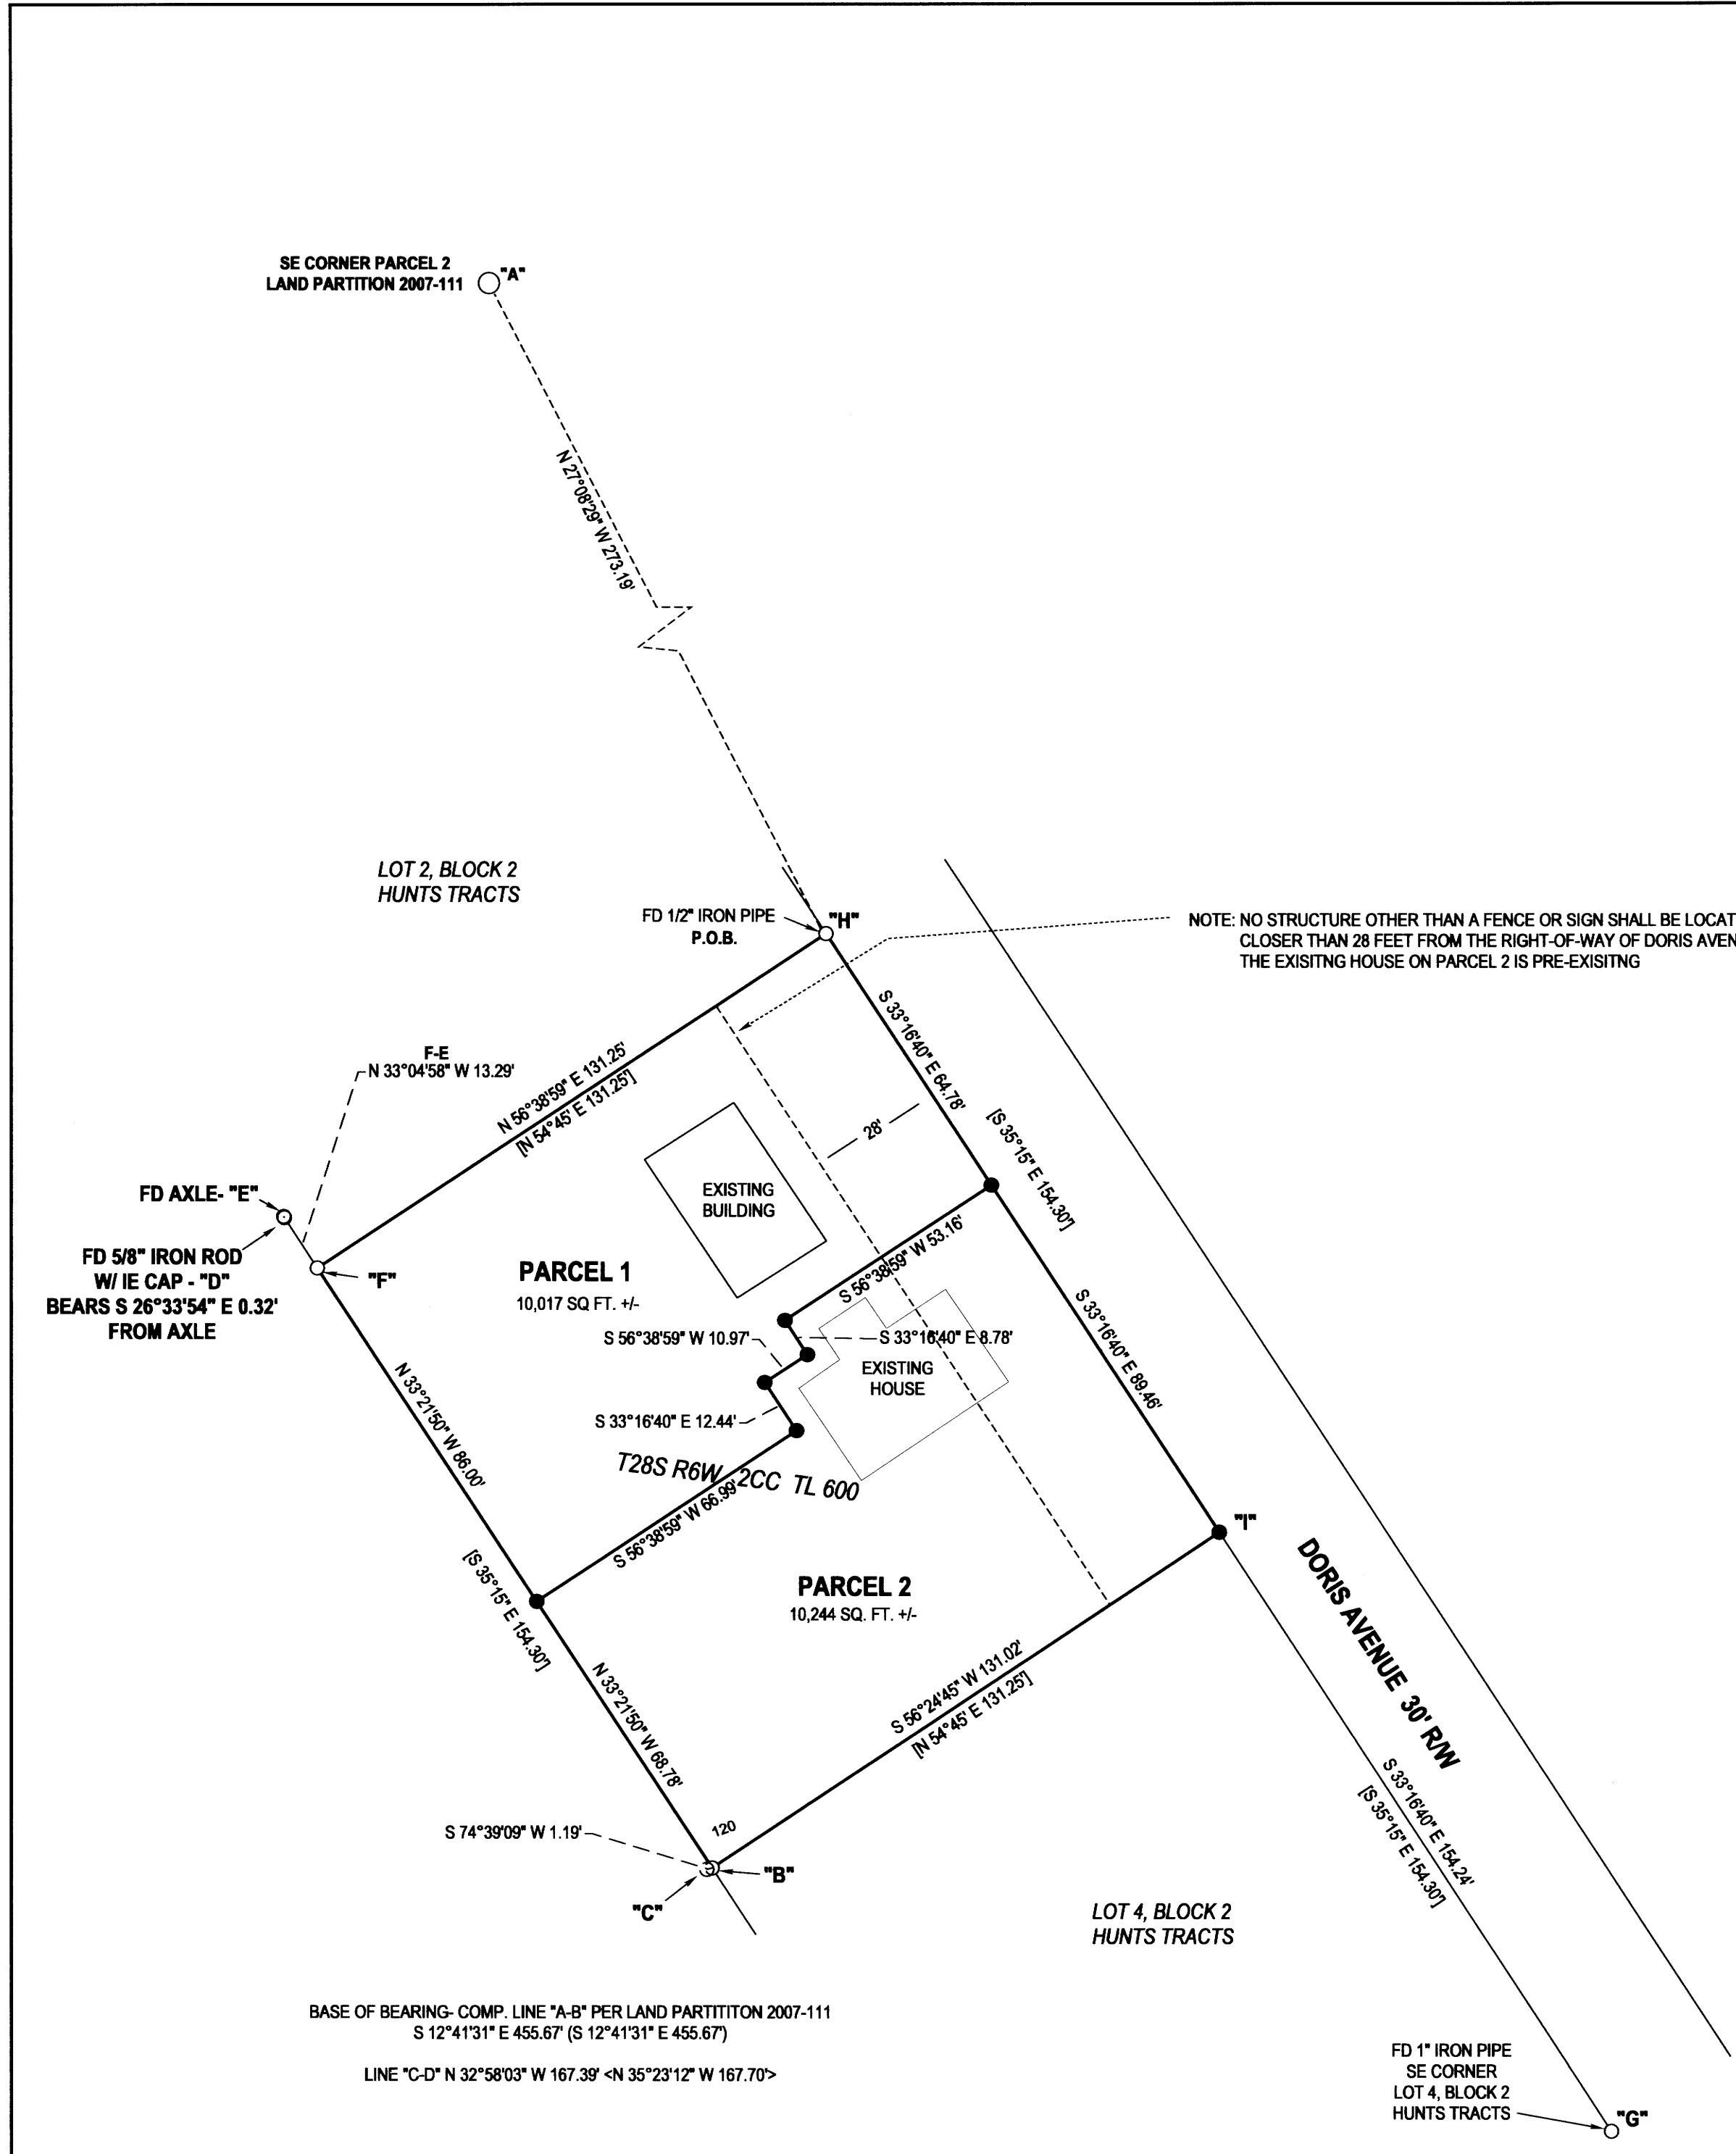 SE CORNER PARCEL 2
LAND PARTITION 2007-111
"A"
N 27°08'29" W 273.19'
LOT 2, BLOCK 2
HUNTS TRACTS
FD 1/2" IRON PIPE
P.O.B.
"H"
NOTE: NO STRUCTURE OTHER THAN A FENCE OR SIGN SHALL BE LOCAT
CLOSER THAN 28 FEET FROM THE RIGHT-OF-WAY OF DORIS AVEN
THE EXISITNG HOUSE ON PARCEL 2 IS PRE-EXISITNG
S 33°16'40" E 64.78'
[S 35°15" E 154.30']
F-E
N 33°04'58" W 13.29'
N 56°38'59" E 131.25'
[N 54°45' E 131.25']
28'
EXISTING
BUILDING
FD AXLE- "E"
FD 5/8" IRON ROD
W/ IE CAP - "D"
BEARS S 26°33'54" E 0.32'
FROM AXLE
"F"
PARCEL 1
10,017 SQ FT. +/-
S 56°38'59" W 53.16'
S 56°38'59" W 10.97'
S 33°16'40" E 8.78'
EXISTING
HOUSE
S 33°16'40" E 89.46'
S 33°16'40" E 12.44'
N 33°21'50" W 86.00'
T28S R6W 2CC TL 600
S 56°38'59" W 66.99'
[S 35°15" E 154.30']
"I"
PARCEL 2
10,244 SQ. FT. +/-
DORIS AVENUE 30' R/W
N 33°21'50" W 68.78'
S 56°24'45" W 131.02'
[N 54°45' E 131.25']
S 33°16'40" E 154.24'
[S 35°15" E 154.30']
120
S 74°39'09" W 1.19'
"B"
"C"
LOT 4, BLOCK 2
HUNTS TRACTS
BASE OF BEARING- COMP. LINE "A-B" PER LAND PARTITITON 2007-111
S 12°41'31" E 455.67' (S 12°41'31" E 455.67')
LINE "C-D" N 32°58'03" W 167.39' <N 35°23'12" W 167.70'>
FD 1" IRON PIPE
SE CORNER
LOT 4, BLOCK 2
HUNTS TRACTS
"G"